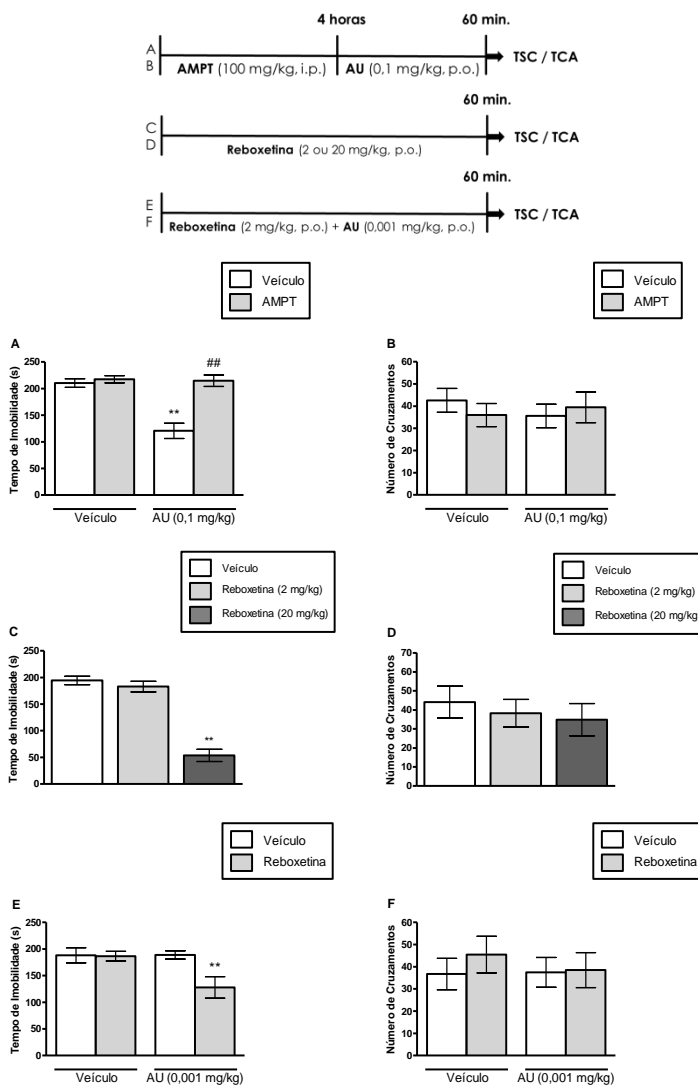 4 horas 60 min.
A
B
AMPT (100 mg/kg, i.p.) AU (0,1 mg/kg, p.o.) TSC / TCA
60 min.
C
D
Reboxetina (2 ou 20 mg/kg, p.o.) TSC / TCA
60 min.
E
F
Reboxetina (2 mg/kg, p.o.) + AU (0,001 mg/kg, p.o.) TSC / TCA
Veículo
AMPT
Veículo
AMPT
A
Tempo de Imobilidade (s)
250
200
150
100
50
0
**
##
Veículo AU (0,1 mg/kg)
B
Número de Cruzamentos
60
50
40
30
20
10
0
Veículo AU (0,1 mg/kg)
Veículo
Reboxetina (2 mg/kg)
Reboxetina (20 mg/kg)
Veículo
Reboxetina (2 mg/kg)
Reboxetina (20 mg/kg)
C
Tempo de Imobilidade (s)
250
200
150
100
50
0
**
D
Número de Cruzamentos
70
60
50
40
30
20
10
0
Veículo
Reboxetina
Veículo
Reboxetina
E
Tempo de Imobilidade (s)
250
200
150
100
50
0
**
Veículo AU (0,001 mg/kg)
F
Número de Cruzamentos
60
50
40
30
20
10
0
Veículo AU (0,001 mg/kg)